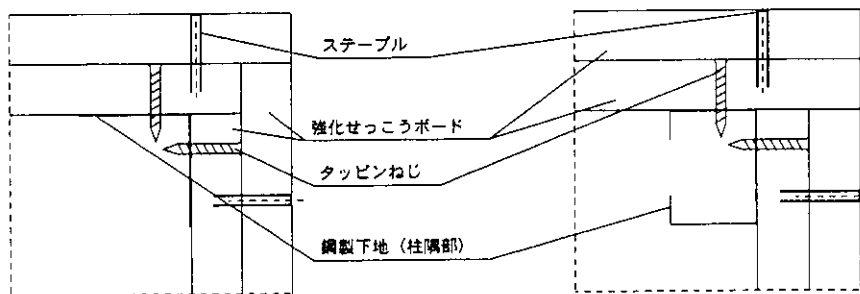 ステープル
強化せっこうボード
タッピンねじ
鋼製下地（柱隅部）